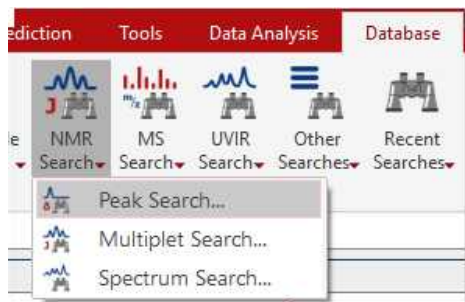 ediction Tools Data Analysis Database
J m/z
le NMR MS UVIR Other Recent
Search Search Search Searches Searches
δ Peak Search...
J Multiplet Search...
Spectrum Search...